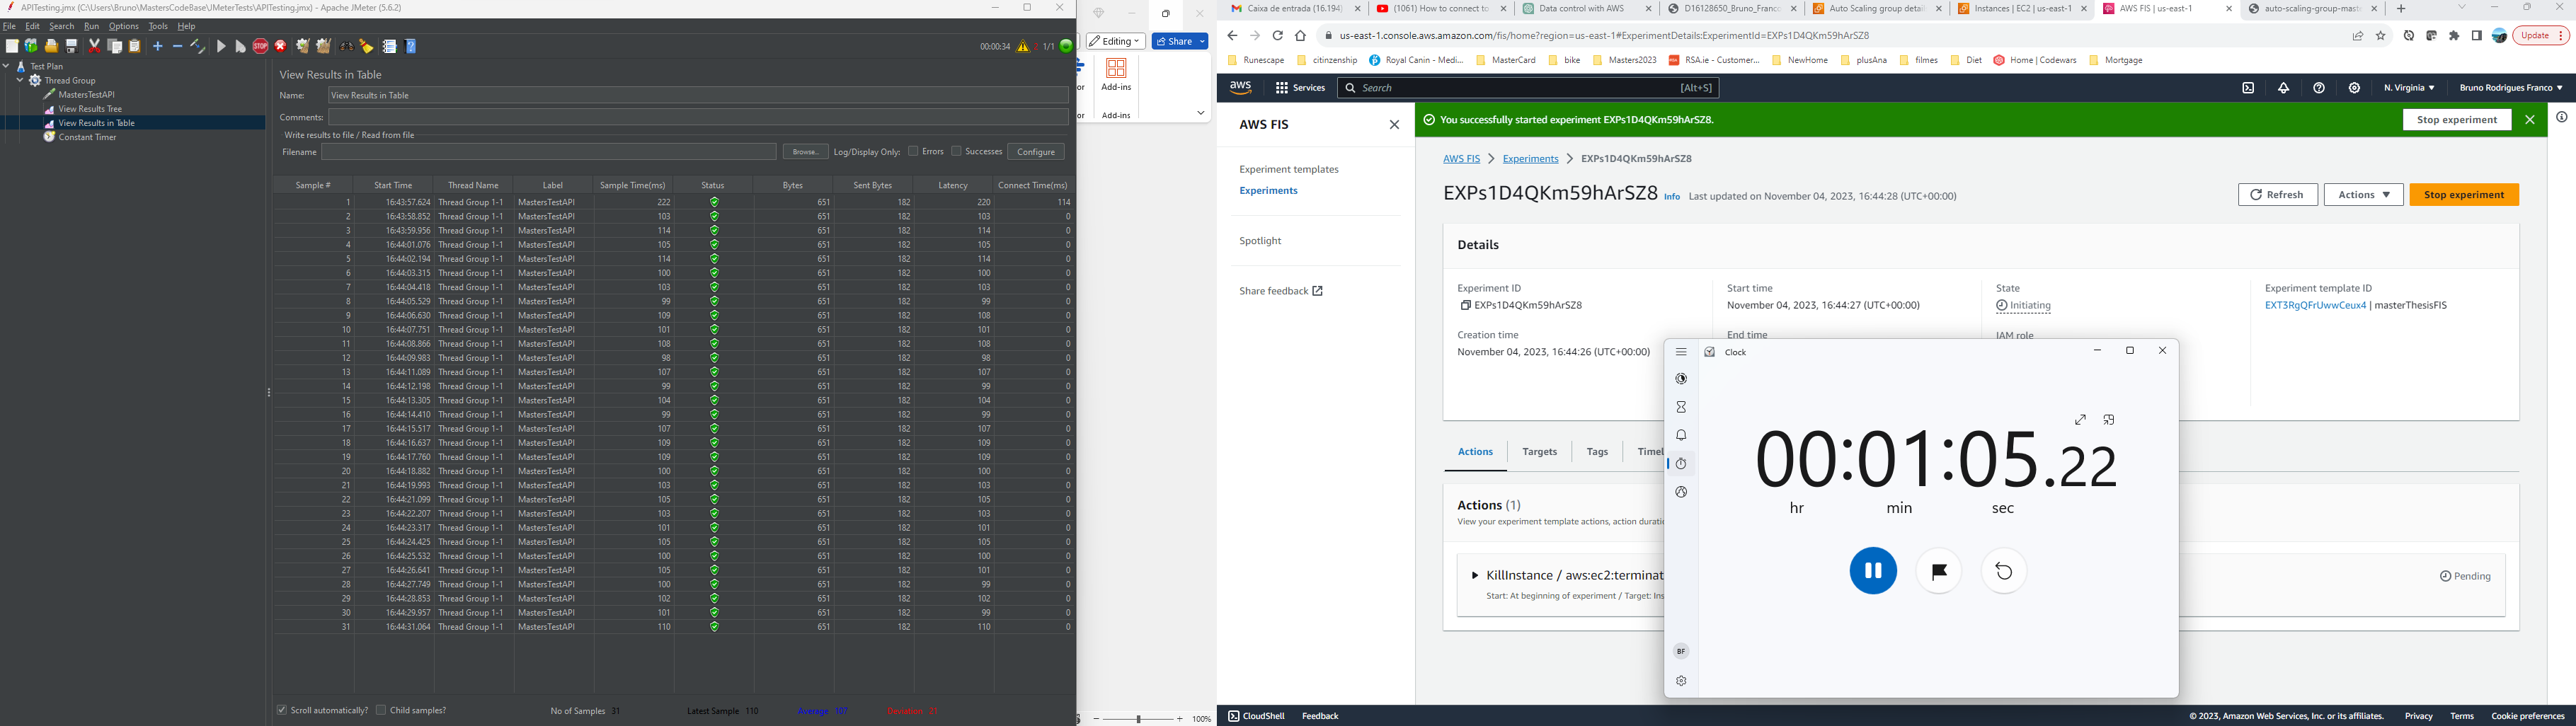 APITesting.jmx (C:\Users\Bruno\MastersCodeBase\JMeterTests\APITesting.jmx) - Apache JMeter (5.6.2)
File Edit Search Run Options Tools Help
00:00:34 1/1
Test Plan
Thread Group
MastersTestAPI
View Results Tree
View Results in Table
Constant Timer
View Results in Table
Name: View Results in Table
Comments:
Write results to file / Read from file
Filename Browse... Log/Display Only: Errors Successes Configure
Sample # Start Time Thread Name Label Sample Time(ms) Status Bytes Sent Bytes Latency Connect Time(ms)
1 16:43:57.624 Thread Group 1-1 MastersTestAPI 222 651 182 220 114
2 16:43:58.852 Thread Group 1-1 MastersTestAPI 103 651 182 103 0
3 16:43:59.956 Thread Group 1-1 MastersTestAPI 114 651 182 114 0
4 16:44:01.076 Thread Group 1-1 MastersTestAPI 105 651 182 105 0
5 16:44:02.194 Thread Group 1-1 MastersTestAPI 114 651 182 114 0
6 16:44:03.315 Thread Group 1-1 MastersTestAPI 100 651 182 100 0
7 16:44:04.418 Thread Group 1-1 MastersTestAPI 103 651 182 103 0
8 16:44:05.529 Thread Group 1-1 MastersTestAPI 99 651 182 99 0
9 16:44:06.630 Thread Group 1-1 MastersTestAPI 109 651 182 108 0
10 16:44:07.751 Thread Group 1-1 MastersTestAPI 101 651 182 101 0
11 16:44:08.866 Thread Group 1-1 MastersTestAPI 108 651 182 108 0
12 16:44:09.983 Thread Group 1-1 MastersTestAPI 98 651 182 98 0
13 16:44:11.089 Thread Group 1-1 MastersTestAPI 107 651 182 107 0
14 16:44:12.198 Thread Group 1-1 MastersTestAPI 99 651 182 99 0
15 16:44:13.305 Thread Group 1-1 MastersTestAPI 104 651 182 104 0
16 16:44:14.410 Thread Group 1-1 MastersTestAPI 99 651 182 99 0
17 16:44:15.517 Thread Group 1-1 MastersTestAPI 107 651 182 107 0
18 16:44:16.637 Thread Group 1-1 MastersTestAPI 109 651 182 109 0
19 16:44:17.760 Thread Group 1-1 MastersTestAPI 109 651 182 109 0
20 16:44:18.882 Thread Group 1-1 MastersTestAPI 100 651 182 100 0
21 16:44:19.993 Thread Group 1-1 MastersTestAPI 103 651 182 103 0
22 16:44:21.099 Thread Group 1-1 MastersTestAPI 105 651 182 105 0
23 16:44:22.207 Thread Group 1-1 MastersTestAPI 103 651 182 103 0
24 16:44:23.317 Thread Group 1-1 MastersTestAPI 101 651 182 101 0
25 16:44:24.425 Thread Group 1-1 MastersTestAPI 105 651 182 105 0
26 16:44:25.532 Thread Group 1-1 MastersTestAPI 100 651 182 100 0
27 16:44:26.641 Thread Group 1-1 MastersTestAPI 105 651 182 101 0
28 16:44:27.749 Thread Group 1-1 MastersTestAPI 100 651 182 99 0
29 16:44:28.853 Thread Group 1-1 MastersTestAPI 102 651 182 102 0
30 16:44:29.957 Thread Group 1-1 MastersTestAPI 101 651 182 99 0
31 16:44:31.064 Thread Group 1-1 MastersTestAPI 110 651 182 110 0
Scroll automatically? Child samples? No of Samples 31 Latest Sample 110 Average 107 Deviation 21
Editing Share
or Add-ins
or Add-ins
100%
Caixa de entrada (16.194) (1061) How to connect to Data control with AWS D16128650_Bruno_Franco Auto Scaling group detail Instances | EC2 | us-east-1 AWS FIS | us-east-1 auto-scaling-group-mast
us-east-1.console.aws.amazon.com/fis/home?region=us-east-1#ExperimentDetails:ExperimentId=EXPs1D4QKm59hArSZ8 Update
Runescape citinzenship Royal Canin - Medi... MasterCard bike Masters2023 RSA.ie - Customer... NewHome plusAna filmes Diet Home | Codewars Mortgage
aws Services Search [Alt+S] N. Virginia Bruno Rodrigues Franco
AWS FIS
Experiment templates
Experiments
Spotlight
Share feedback
You successfully started experiment EXPs1D4QKm59hArSZ8. Stop experiment
AWS FIS Experiments EXPs1D4QKm59hArSZ8
EXPs1D4QKm59hArSZ8 Info Last updated on November 04, 2023, 16:44:28 (UTC+00:00) Refresh Actions Stop experiment
Details
Experiment ID Start time State Experiment template ID
EXPs1D4QKm59hArSZ8 November 04, 2023, 16:44:27 (UTC+00:00) Initiating EXT3RgQFrUwwCeux4 | masterThesisFIS
Creation time End time IAM role
November 04, 2023, 16:44:26 (UTC+00:00)
Clock
00:01:05.22
hr min sec
BF
Actions Targets Tags Timel
Actions (1)
View your experiment template actions, action durati
KillInstance / aws:ec2:terminat Pending
Start: At beginning of experiment / Target: Ins
CloudShell Feedback © 2023, Amazon Web Services, Inc. or its affiliates. Privacy Terms Cookie preferences